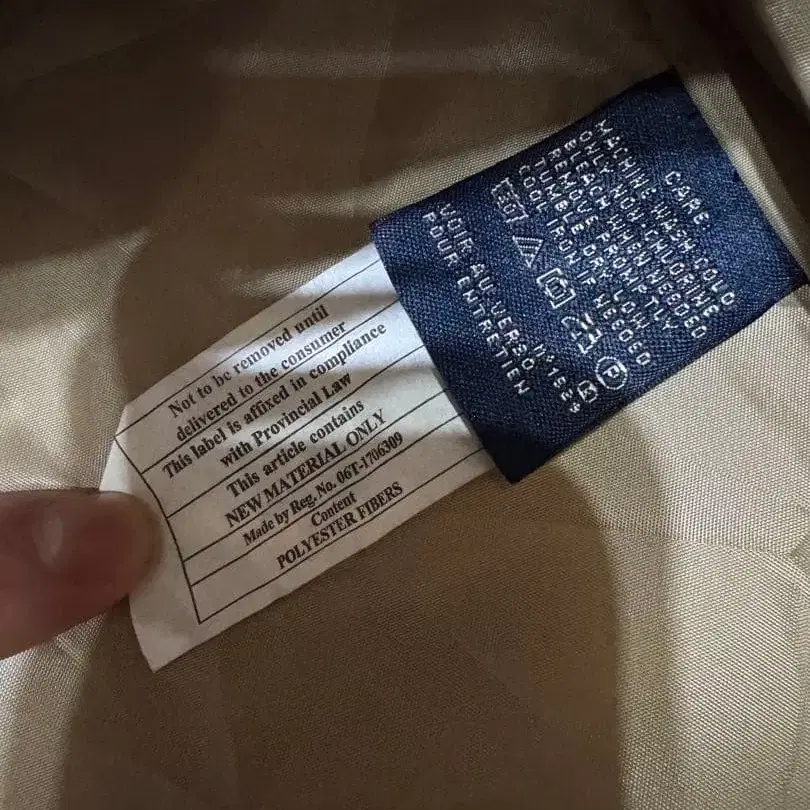 Not to be removed until
delivered to the consumer
This label is affixed in compliance
with Provincial Law
This article contains
NEW MATERIAL ONLY
Made by Reg. No. 06T-1706309
Content
POLYESTER FIBERS
CARE:
MACHINE WASH COLD
ONLY NON-CHLORINE
BLEACH WHEN NEEDED
REMOVE PROMPTLY
TUMBLE DRY LOW
COOL IRON IF NEEDED
P
VOIR AU VERSO
POUR ENTRETIEN